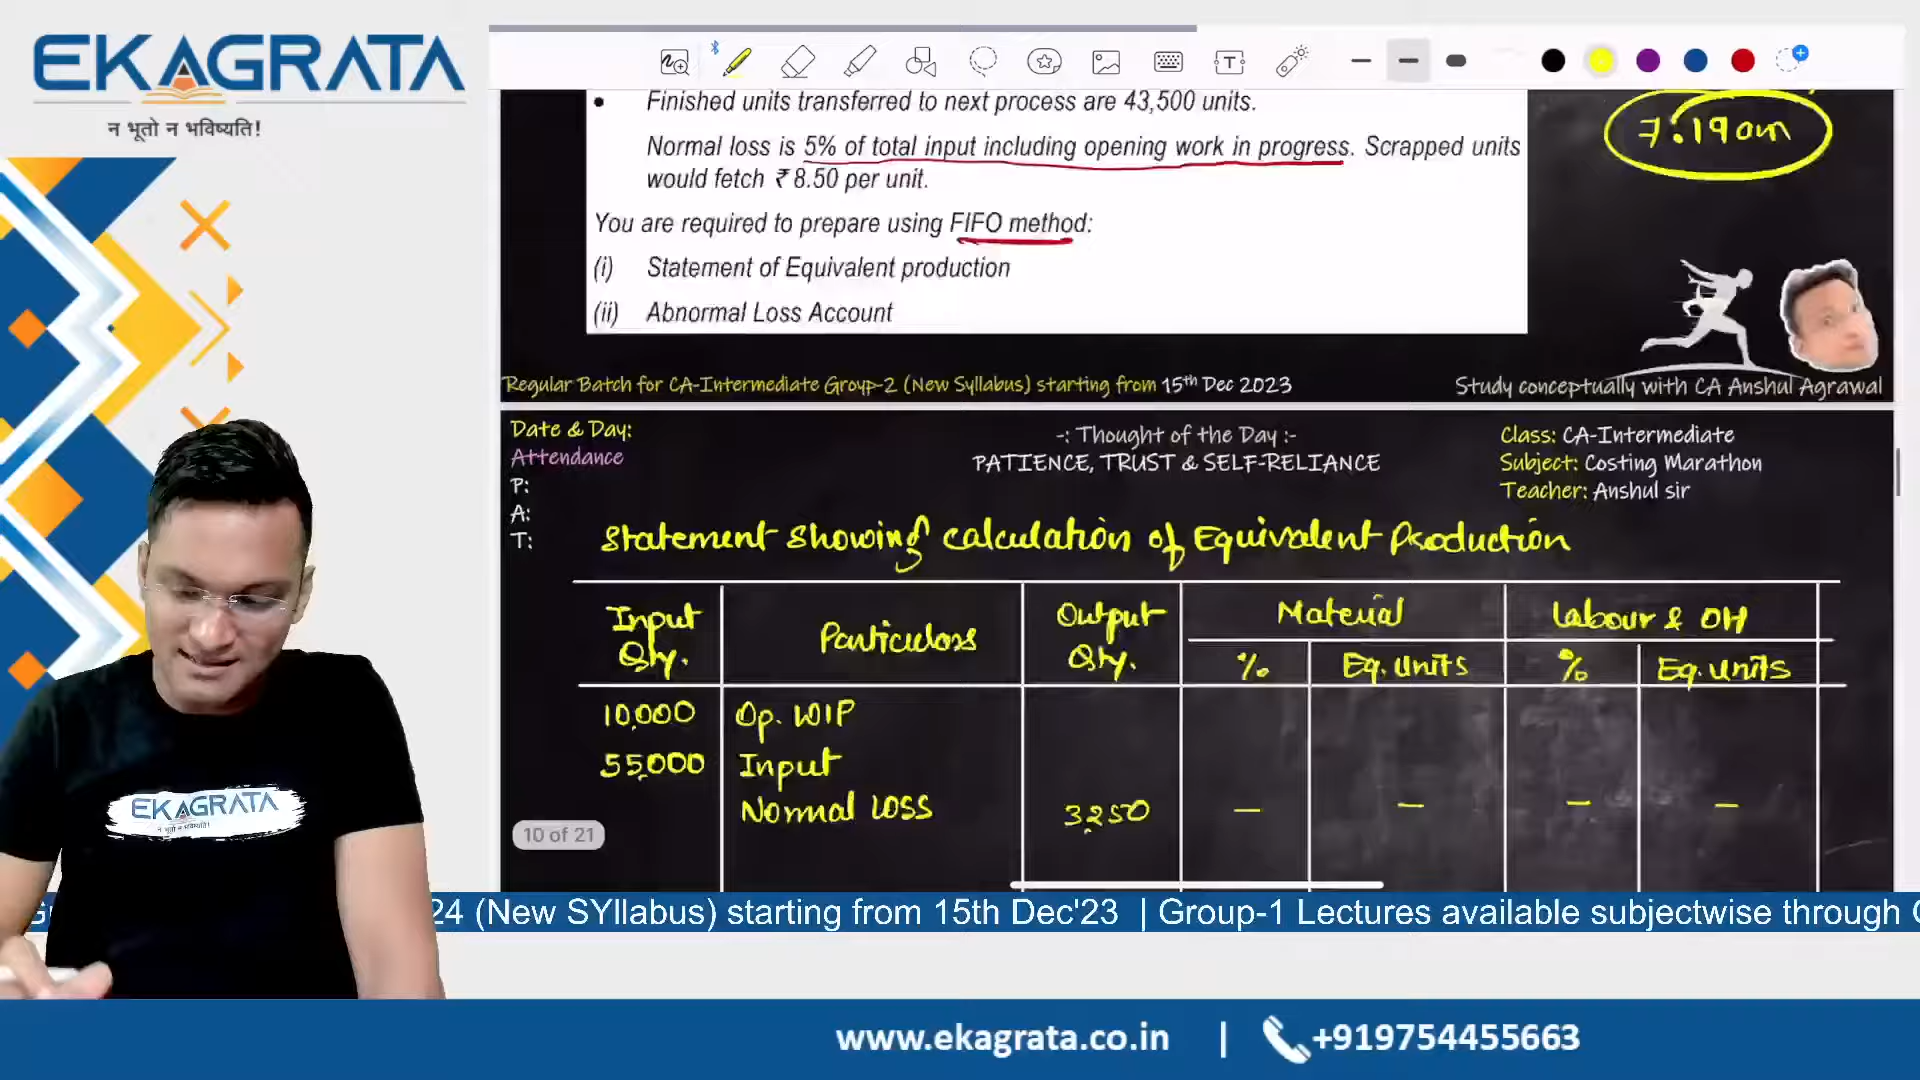 EKAGRATA
न भूतो न भविष्यति!
• Finished units transferred to next process are 43,500 units.
Normal loss is 5% of total input including opening work in progress. Scrapped units
would fetch ₹ 8.50 per unit.
You are required to prepare using FIFO method:
(i) Statement of Equivalent production
(ii) Abnormal Loss Account
7:19am
Regular Batch for CA-Intermediate Group-2 (New Syllabus) starting from 15th Dec 2023
Study conceptually with CA Anshul Agrawal
Date & Day:
Attendance
P:
A:
T:
-: Thought of the Day :-
PATIENCE, TRUST & SELF-RELIANCE
Class: CA-Intermediate
Subject: Costing Marathon
Teacher: Anshul sir
Statement Showing Calculation of Equivalent Production
Input Qty. Particulars Output Qty. Material Labour & OH
% Eq. Units % Eq. Units
10,000 Op. WIP
55,000 Input
Normal Loss 3,250 — — — —
10 of 21
EKAGRATA
न भूतो न भविष्यति!
24 (New SYllabus) starting from 15th Dec'23 | Group-1 Lectures available subjectwise through
www.ekagrata.co.in | +919754455663